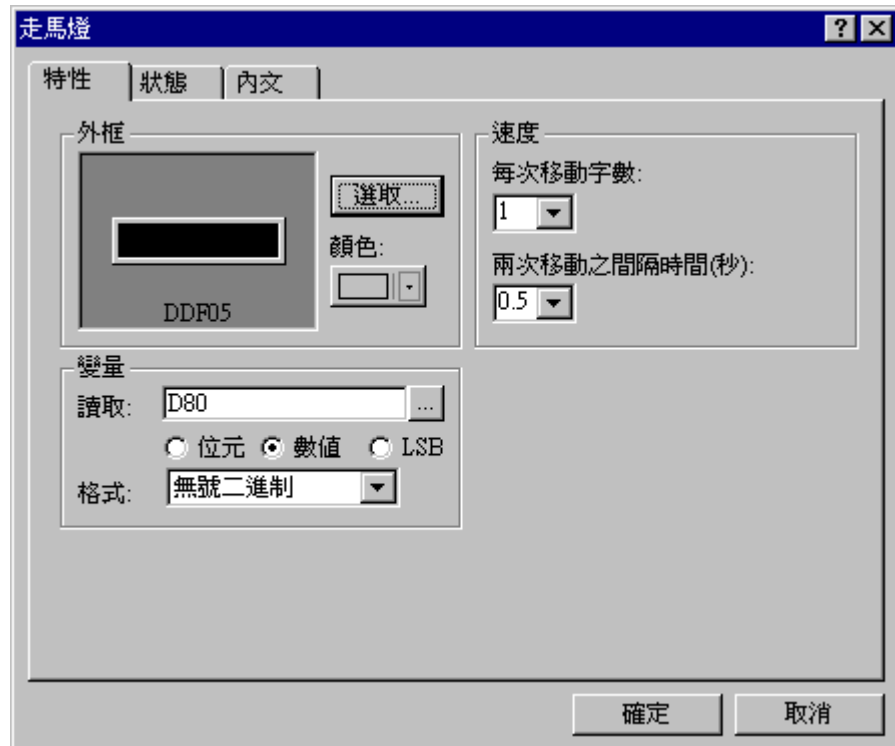 走馬燈
特性 狀態 內文
外框
選取...
顏色:
DDF05
速度
每次移動字數:
1
兩次移動之間隔時間(秒):
0.5
變量
讀取: D80 ...
位元 數值 LSB
格式: 無號二進制
確定 取消